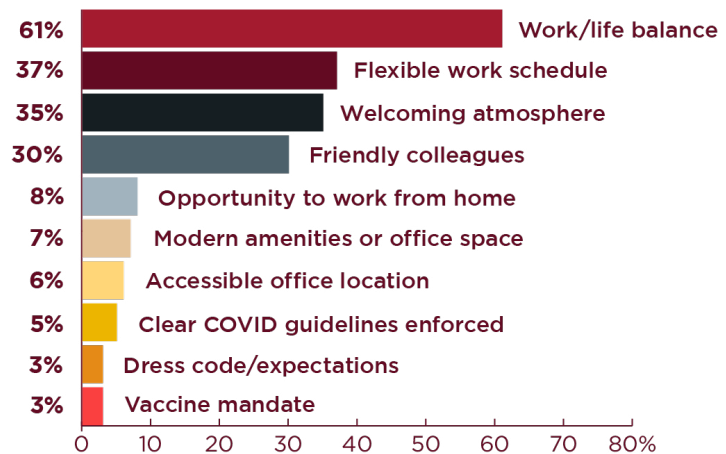 61% Work/life balance
37% Flexible work schedule
35% Welcoming atmosphere
30% Friendly colleagues
8% Opportunity to work from home
7% Modern amenities or office space
6% Accessible office location
5% Clear COVID guidelines enforced
3% Dress code/expectations
3% Vaccine mandate
0 10 20 30 40 50 60 70 80%